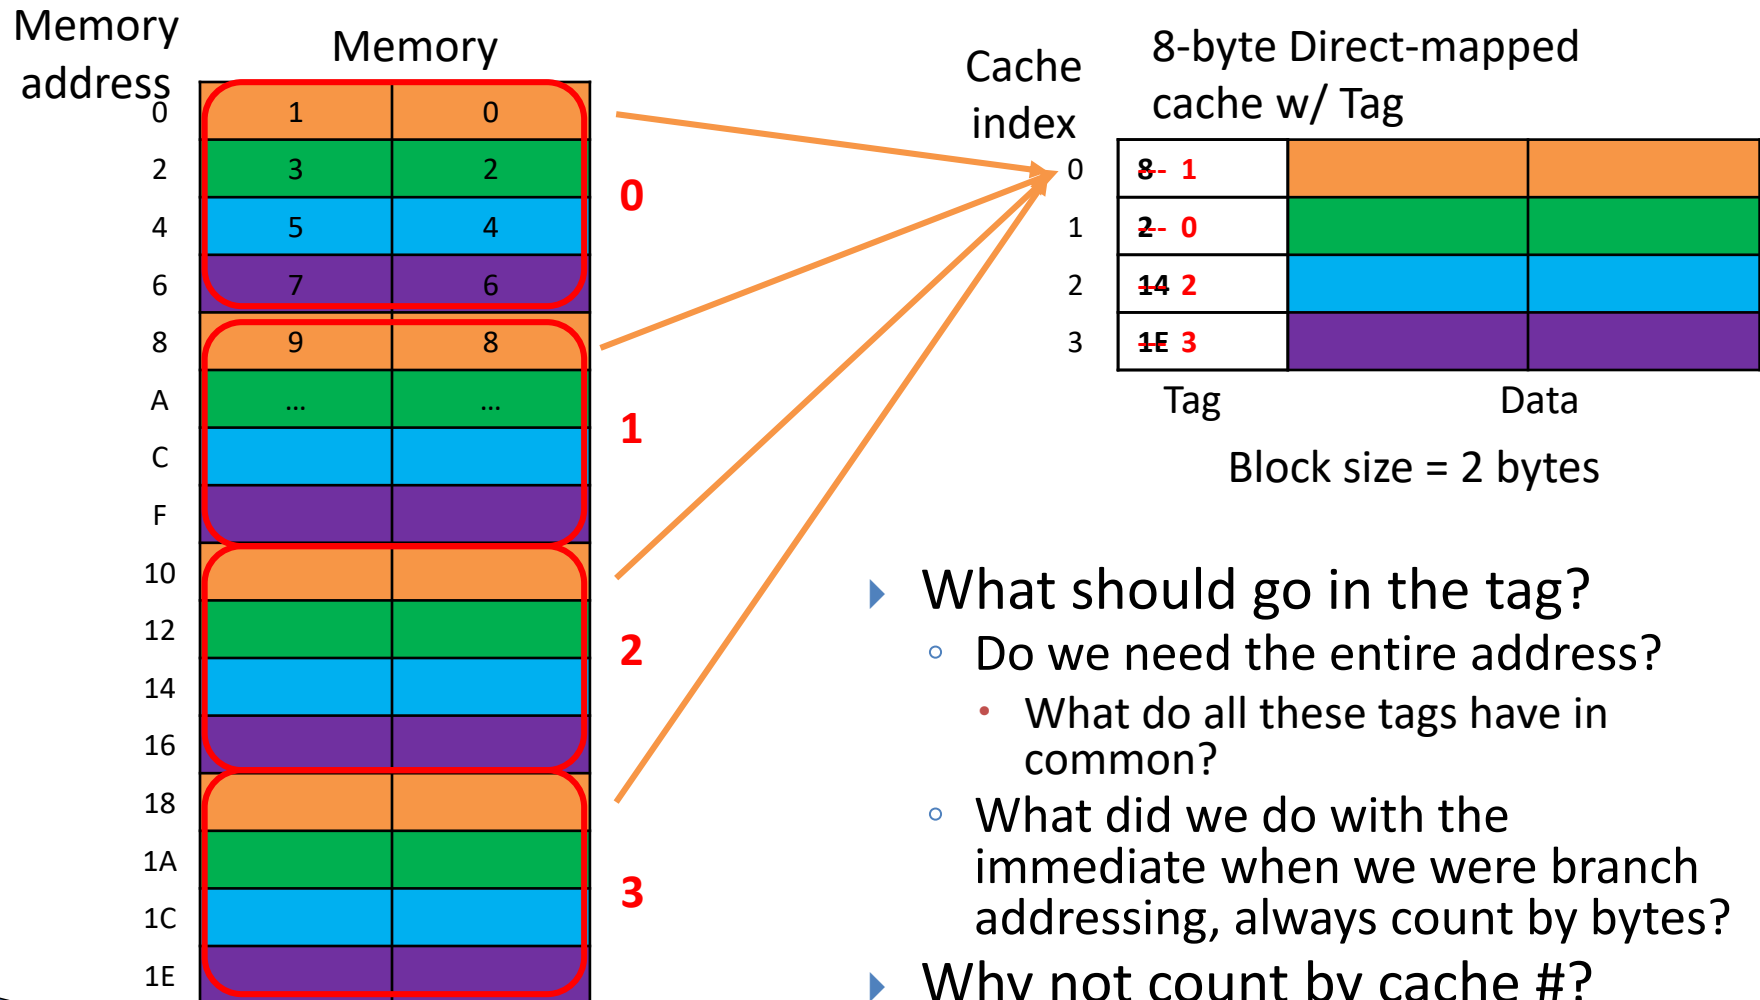 Memory
address
Memory
0 1 0
2 3 2
4 5 4
6 7 6
0
8 9 8
A ... ...
C
F
1
10
12
14
16
2
18
1A
1C
1E
3
Cache
index
8-byte Direct-mapped
cache w/ Tag
0 8-- 1
1 2-- 0
2 14 2
3 1E 3
Tag Data
Block size = 2 bytes
What should go in the tag?
Do we need the entire address?
What do all these tags have in
common?
What did we do with the
immediate when we were branch
addressing, always count by bytes?
Why not count by cache #?